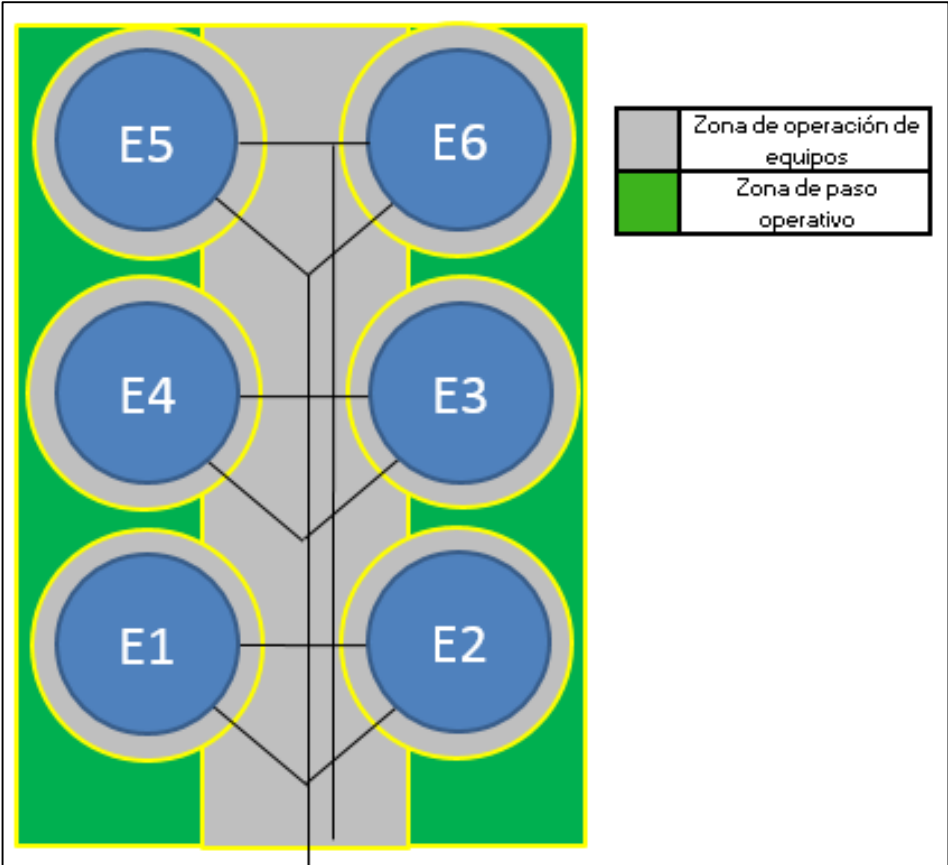 E5
E6
Zona de operación de
equipos
Zona de paso
operativo
E4
E3
E1
E2